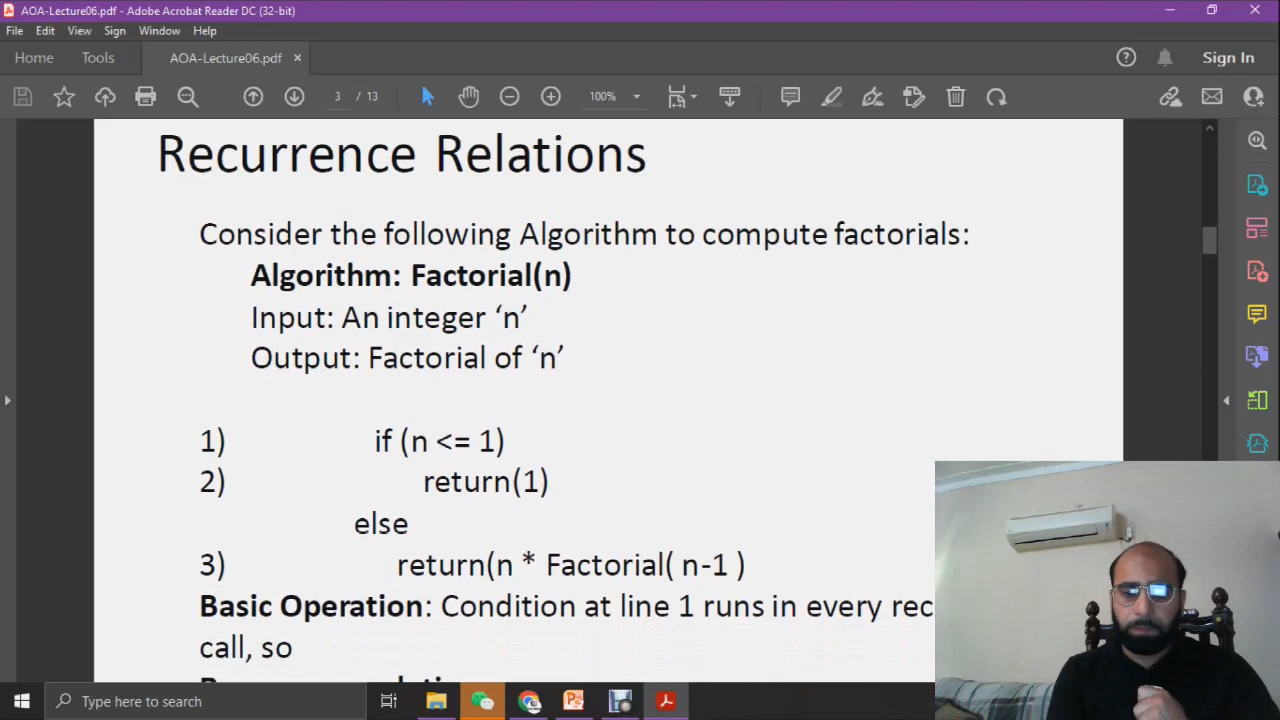 AOA-Lecture06.pdf - Adobe Acrobat Reader DC (32-bit)
File Edit View Sign Window Help
Home Tools AOA-Lecture06.pdf × Sign In
3 / 13 100%
Recurrence Relations
Consider the following Algorithm to compute factorials:
Algorithm: Factorial(n)
Input: An integer ‘n’
Output: Factorial of ‘n’
1) if (n <= 1)
2) return(1)
else
3) return(n * Factorial( n-1 )
Basic Operation: Condition at line 1 runs in every rec
call, so
Type here to search